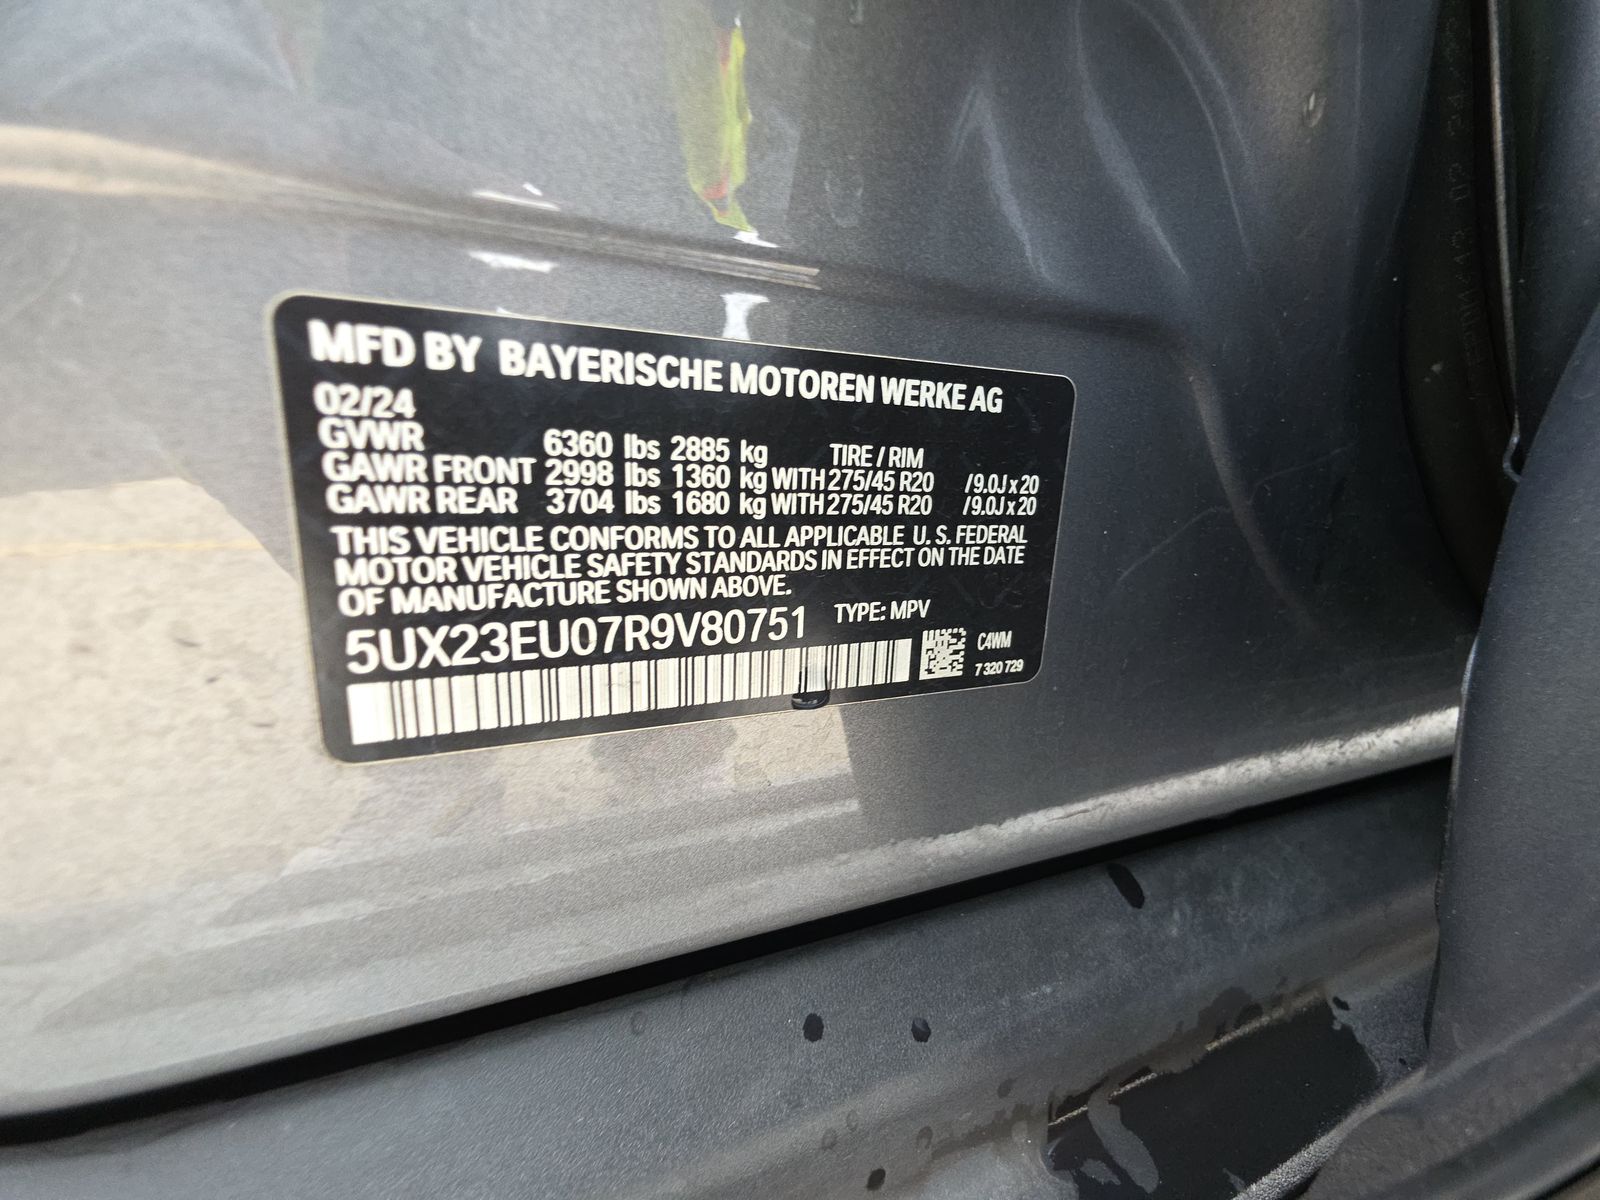 MFD BY BAYERISCHE MOTOREN WERKE AG
02/24
GVWR 6360 lbs 2885 kg TIRE / RIM
GAWR FRONT 2998 lbs 1360 kg WITH 275/45 R20 /9.0J x 20
GAWR REAR 3704 lbs 1680 kg WITH 275/45 R20 /9.0J x 20
THIS VEHICLE CONFORMS TO ALL APPLICABLE U. S. FEDERAL
MOTOR VEHICLE SAFETY STANDARDS IN EFFECT ON THE DATE
OF MANUFACTURE SHOWN ABOVE.
5UX23EU07R9V80751 TYPE: MPV
C4WM
7 320 729